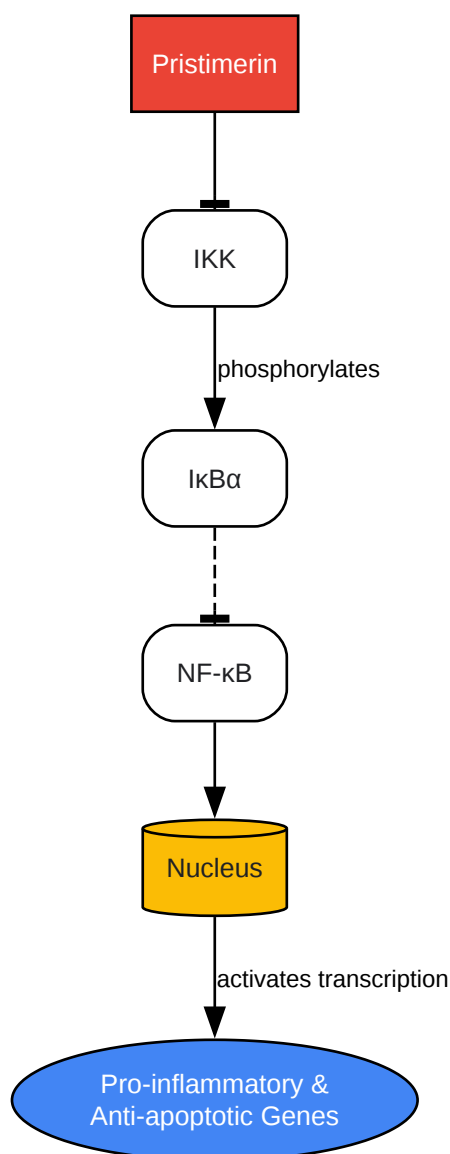 Pristimerin
IKK
phosphorylates
IκBα
NF-κB
Nucleus
activates transcription
Pro-inflammatory &
Anti-apoptotic Genes